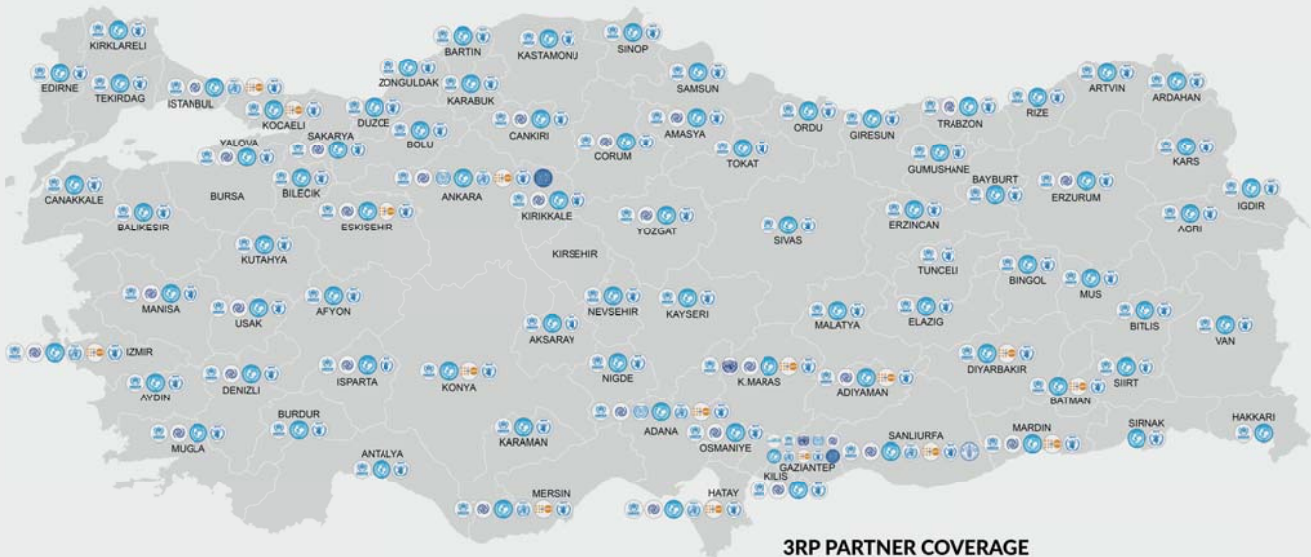 KIRKLARELI
BARTIN
KASTAMONU
SINOP
EDIRNE
TEKIRDAG
ISTANBUL
ZONGULDAK
KARABUK
SAMSUN
ARTVIN
ARDAHAN
KOCAELI
DUZCE
CANKIRI
AMASYA
ORDU
GIRESUN
TRABZON
RIZE
SAKARYA
BOLU
YALOVA
CORUM
TOKAT
GUMUSHANE
KARS
BAYBURT
CANAKKALE
BURSA
BILECIK
ANKARA
KIRIKKALE
ERZURUM
IGDIR
BALIKESIR
ESKISEHIR
YOZGAT
SIVAS
ERZINCAN
AGRI
KUTAHYA
KIRSEHIR
TUNCELI
BINGOL
MUS
MANISA
USAK
AFYON
NEVSEHIR
KAYSERI
MALATYA
ELAZIG
BITLIS
VAN
AKSARAY
IZMIR
AYDIN
DENIZLI
ISPARTA
KONYA
NIGDE
K.MARAS
ADIYAMAN
DIYARBAKIR
SIIRT
BATMAN
BURDUR
MUGLA
KARAMAN
ADANA
OSMANIYE
SANLIURFA
MARDIN
SIRNAK
HAKKARI
ANTALYA
GAZIANTEP
KILIS
MERSIN
HATAY
3RP PARTNER COVERAGE